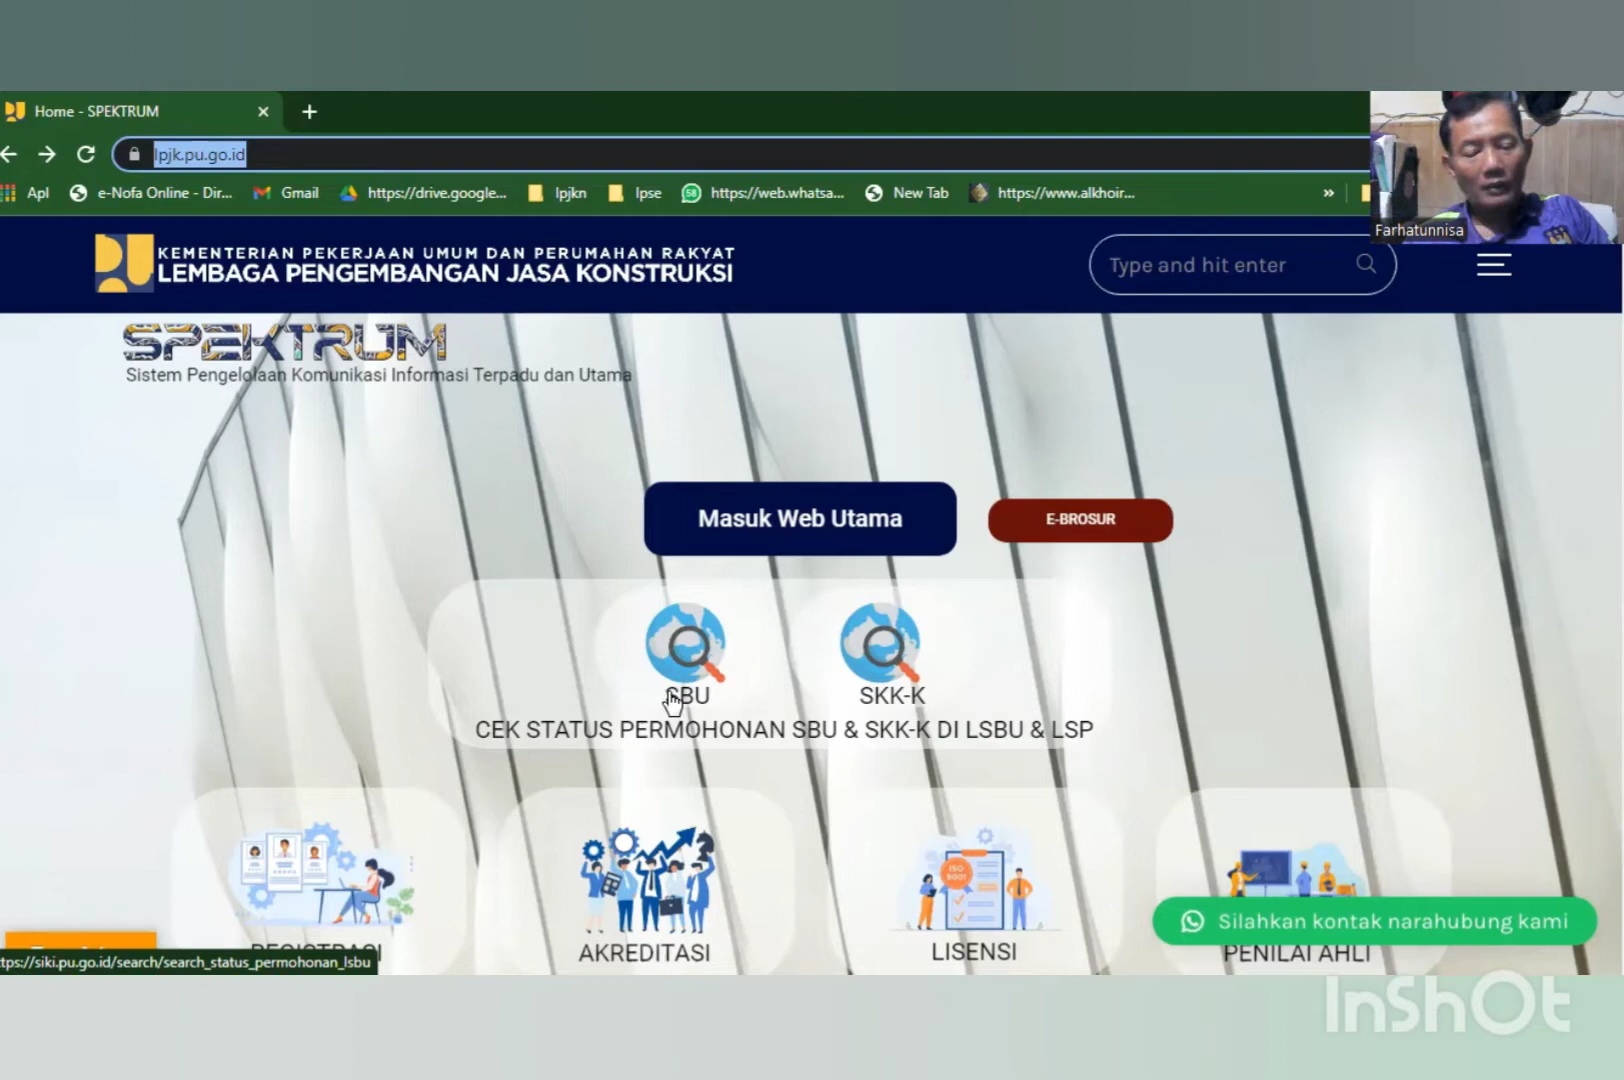 Home - SPEKTRUM
lpjk.pu.go.id
Apl
e-Nofa Online - Dir...
Gmail
https://drive.google...
lpjkn
lpse
58
https://web.whatsa...
New Tab
https://www.alkhoir...
»
Farhatunnisa
KEMENTERIAN PEKERJAAN UMUM DAN PERUMAHAN RAKYAT
LEMBAGA PENGEMBANGAN JASA KONSTRUKSI
Type and hit enter
SPEKTRUM
Sistem Pengelolaan Komunikasi Informasi Terpadu dan Utama
Masuk Web Utama
E-BROSUR
SBU
SKK-K
CEK STATUS PERMOHONAN SBU & SKK-K DI LSBU & LSP
ISO
9001
Silahkan kontak narahubung kami
REGISTRASI
AKREDITASI
LISENSI
PENILAI AHLI
tps://siki.pu.go.id/search/search_status_permohonan_lsbu
InShOt